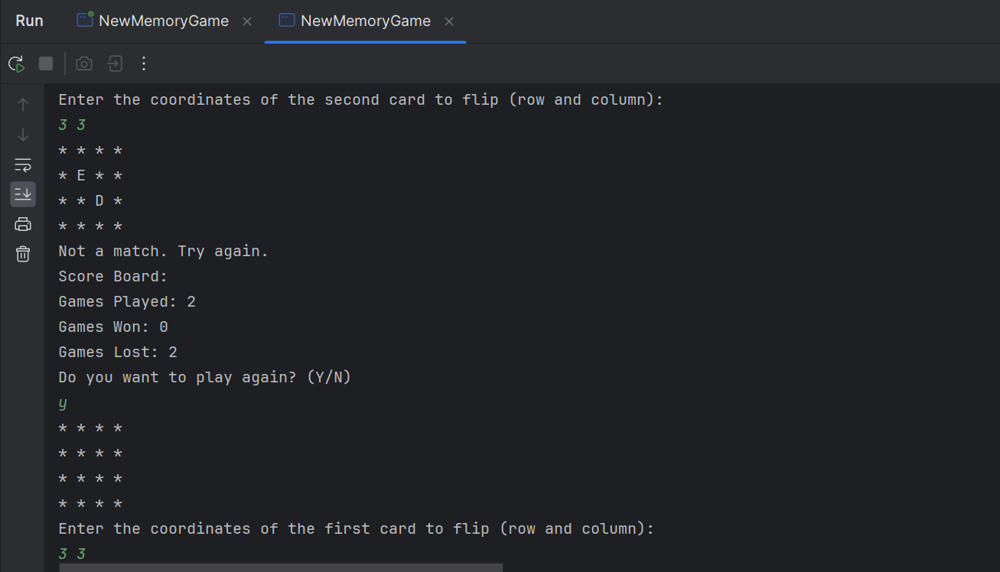 Run NewMemoryGame NewMemoryGame
Enter the coordinates of the second card to flip (row and column):
3 3
* * * *
* E * *
* * D *
* * * *
Not a match. Try again.
Score Board:
Games Played: 2
Games Won: 0
Games Lost: 2
Do you want to play again? (Y/N)
y
* * * *
* * * *
* * * *
* * * *
Enter the coordinates of the first card to flip (row and column):
3 3